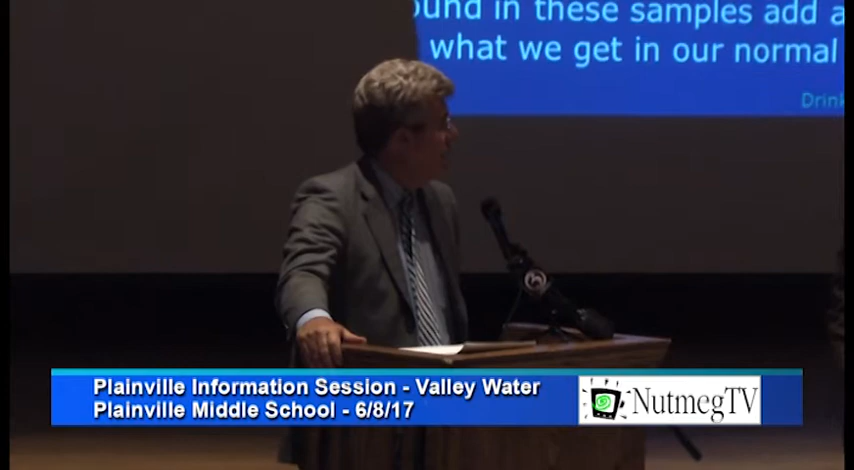 ound in these samples add a
what we get in our normal
Drink
Plainville Information Session - Valley Water
Plainville Middle School - 6/8/17
NutmegTV